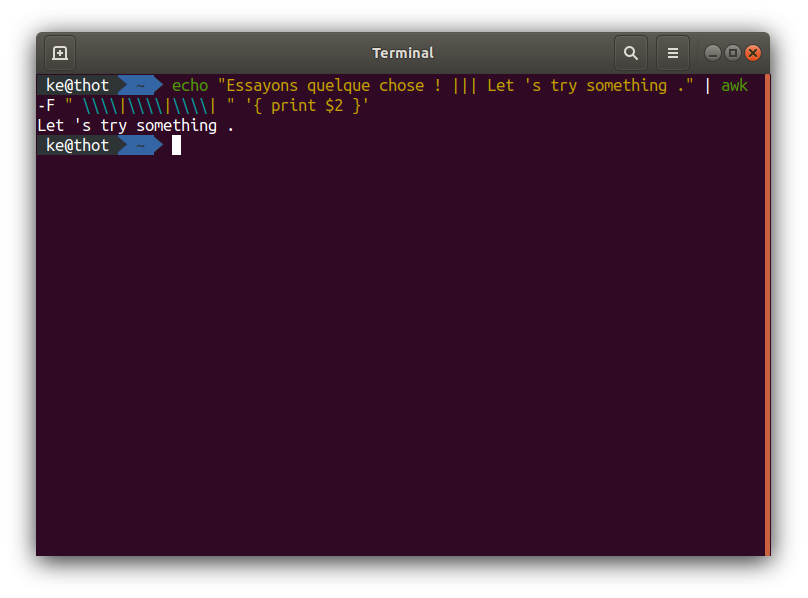 Terminal
ke@thot ~ echo "Essayons quelque chose ! ||| Let 's try something ." | awk
-F " \\\\|\\\\|\\\\| " '{ print $2 }'
Let 's try something .
ke@thot ~